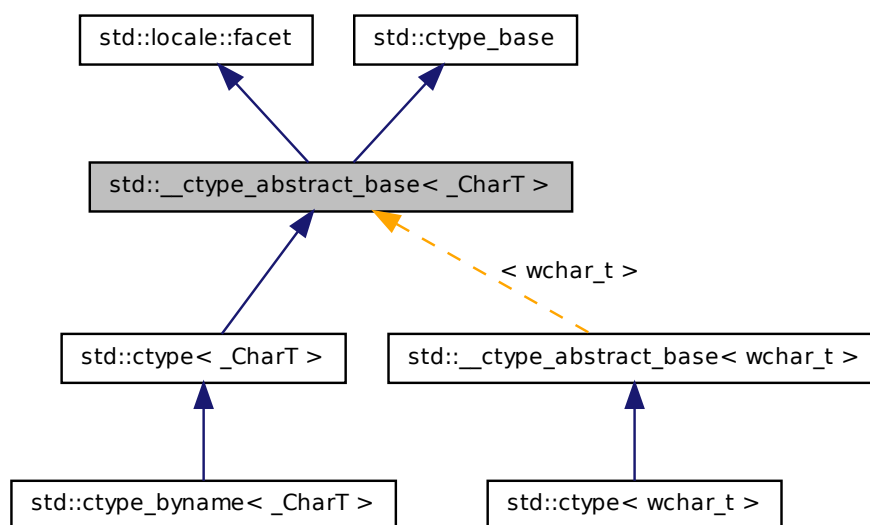 std::locale::facet
std::ctype_base
std::__ctype_abstract_base< _CharT >
< wchar_t >
std::ctype< _CharT >
std::__ctype_abstract_base< wchar_t >
std::ctype_byname< _CharT >
std::ctype< wchar_t >